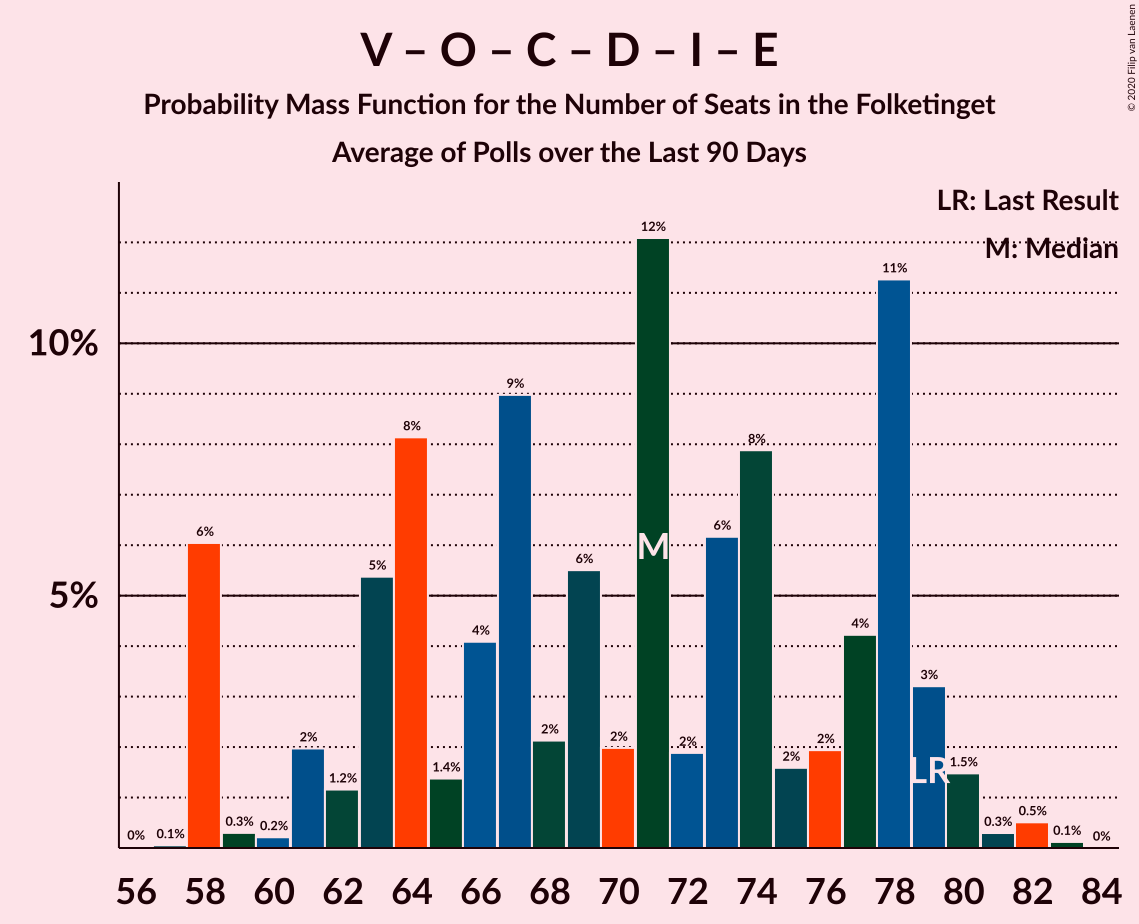 V – O – C – D – I – E
Probability Mass Function for the Number of Seats in the Folketinget
Average of Polls over the Last 90 Days
© 2020 Filip van Laenen
LR: Last Result
M: Median
10%
5%
0% 0.1% 6% 0.3% 0.2% 2% 1.2% 5% 8% 1.4% 4% 9% 2% 6% 2% 12% 2% 6% 8% 2% 2% 4% 11% 3% 1.5% 0.3% 0.5% 0.1% 0%
M
LR
56 58 60 62 64 66 68 70 72 74 76 78 80 82 84